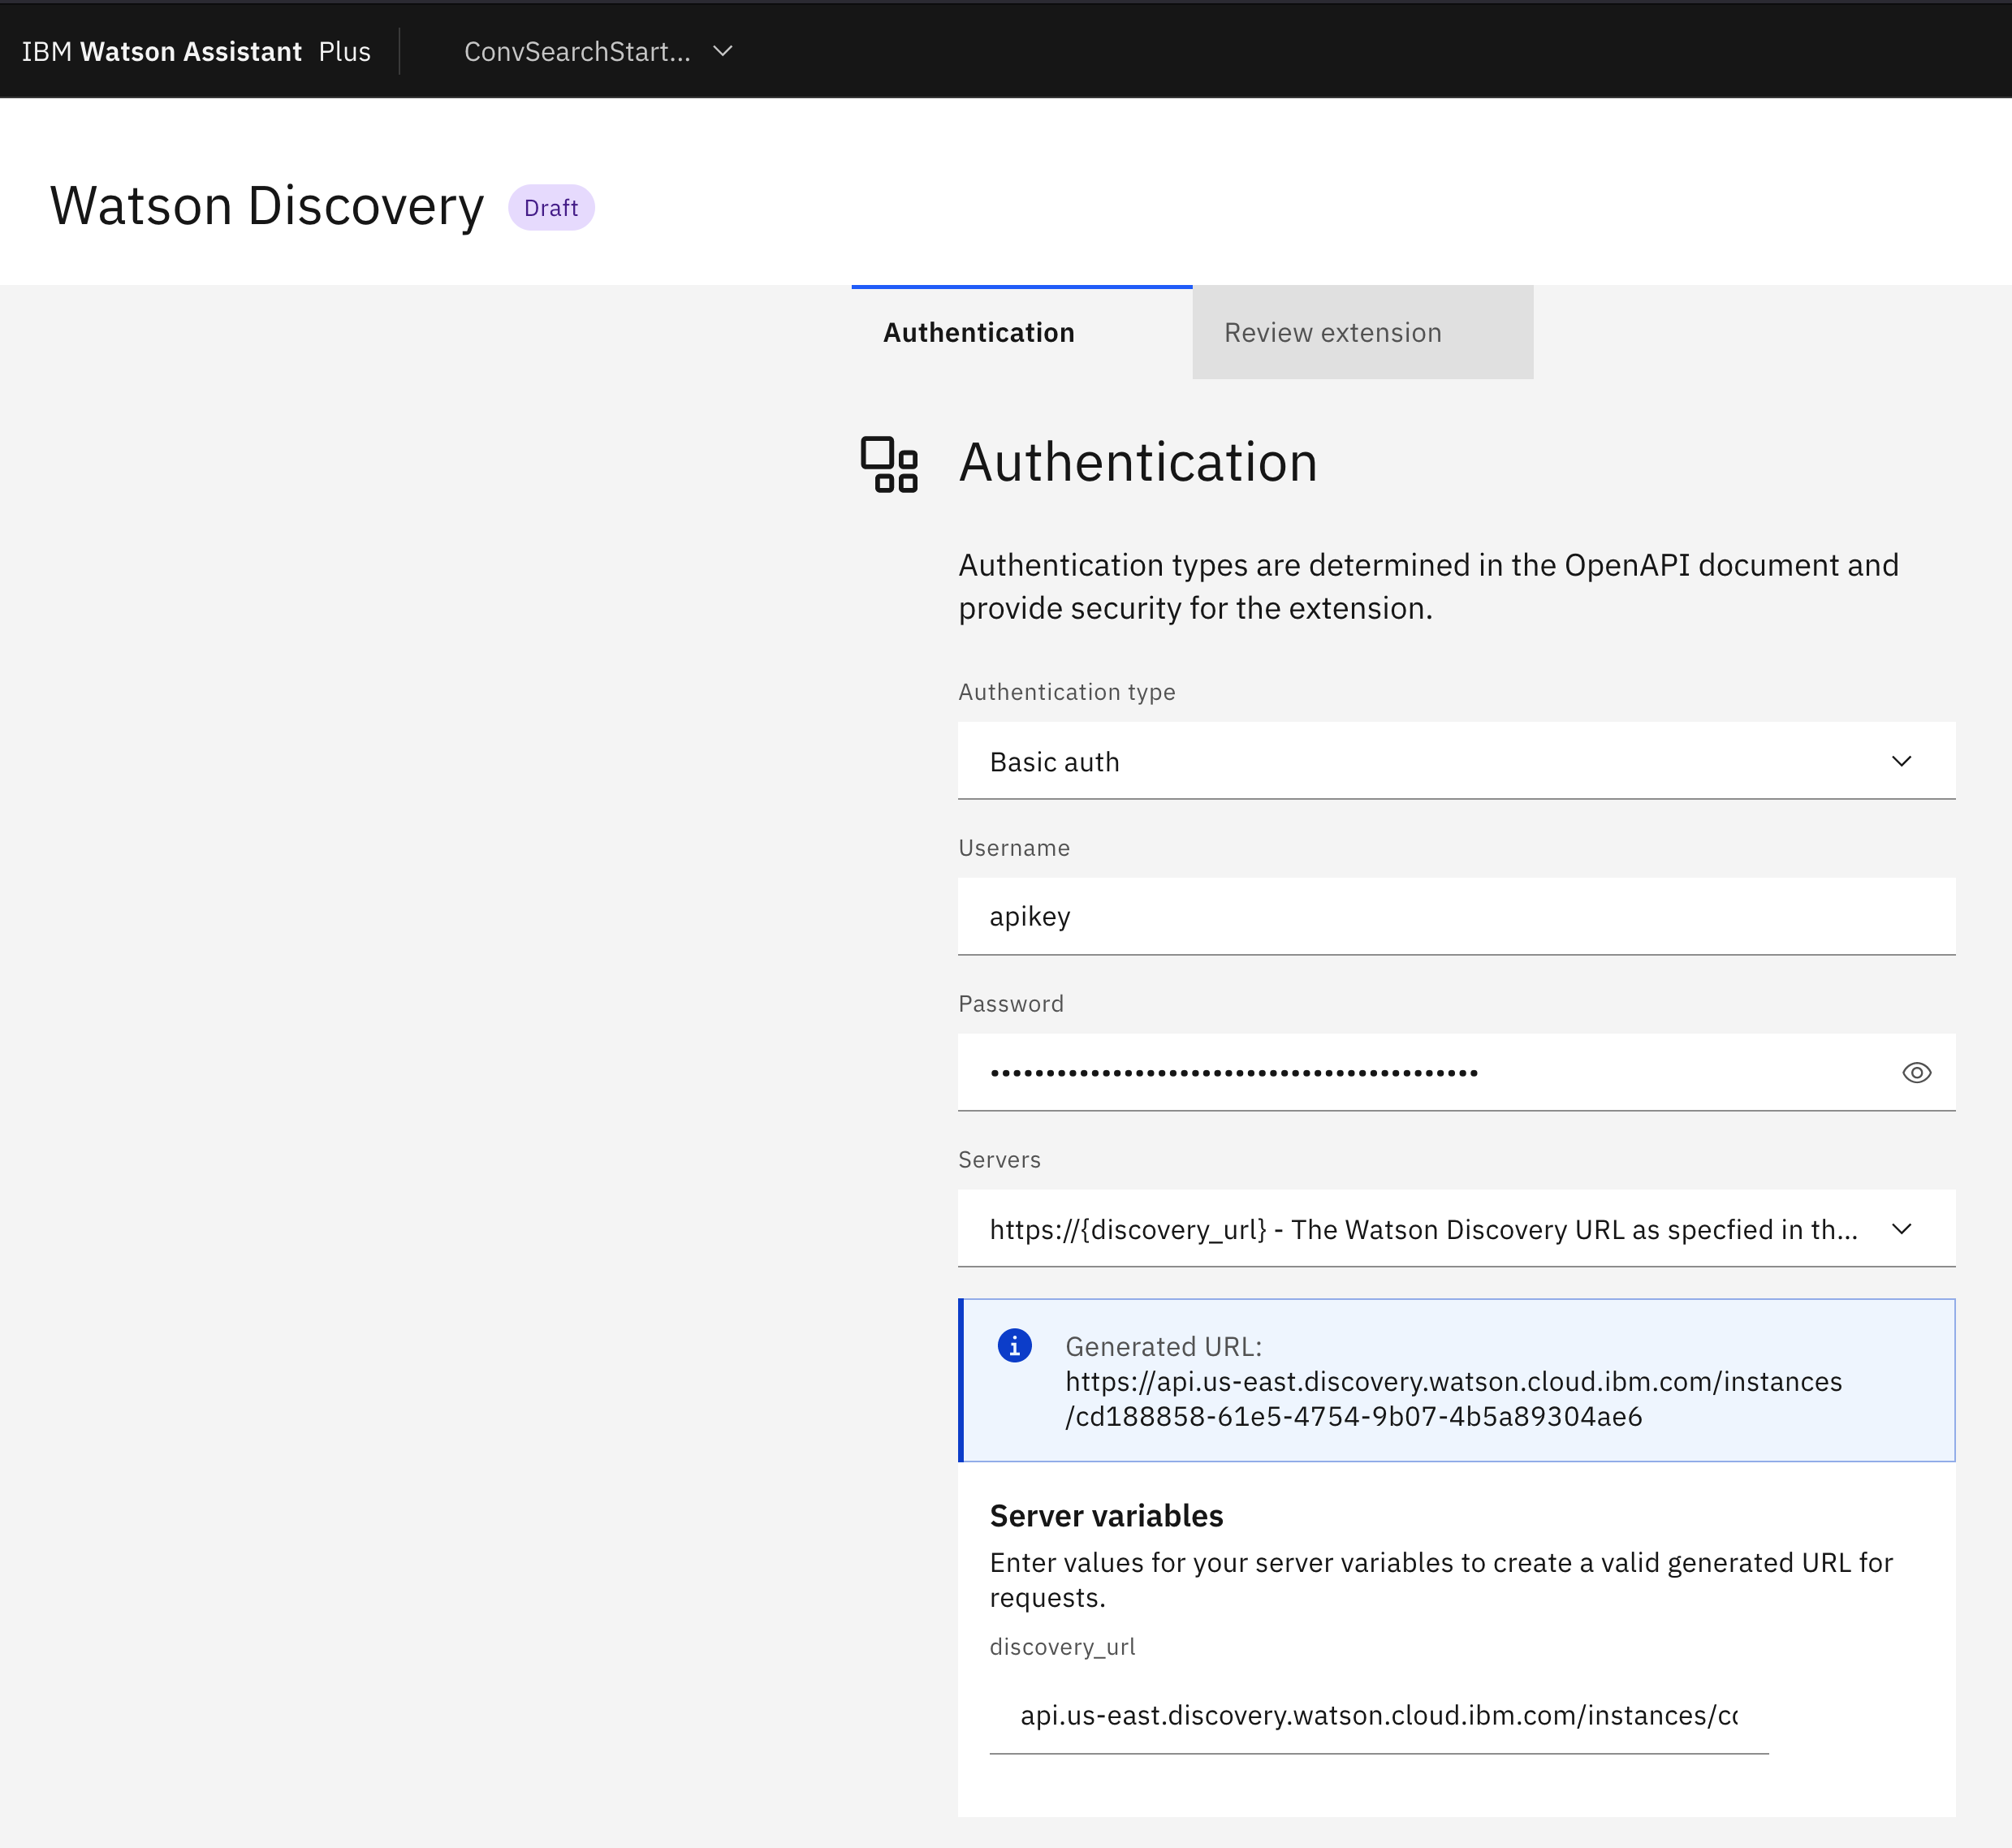 IBM Watson Assistant Plus
ConvSearchStart...
Watson Discovery
Draft
Authentication
Review extension
Authentication
Authentication types are determined in the OpenAPI document and
provide security for the extension.
Authentication type
Basic auth
Username
apikey
Password
••••••••••••••••••••••••••••••••••••••••••••
Servers
https://{discovery_url} - The Watson Discovery URL as specfied in th...
Generated URL:
https://api.us-east.discovery.watson.cloud.ibm.com/instances
/cd188858-61e5-4754-9b07-4b5a89304ae6
Server variables
Enter values for your server variables to create a valid generated URL for
requests.
discovery_url
api.us-east.discovery.watson.cloud.ibm.com/instances/c